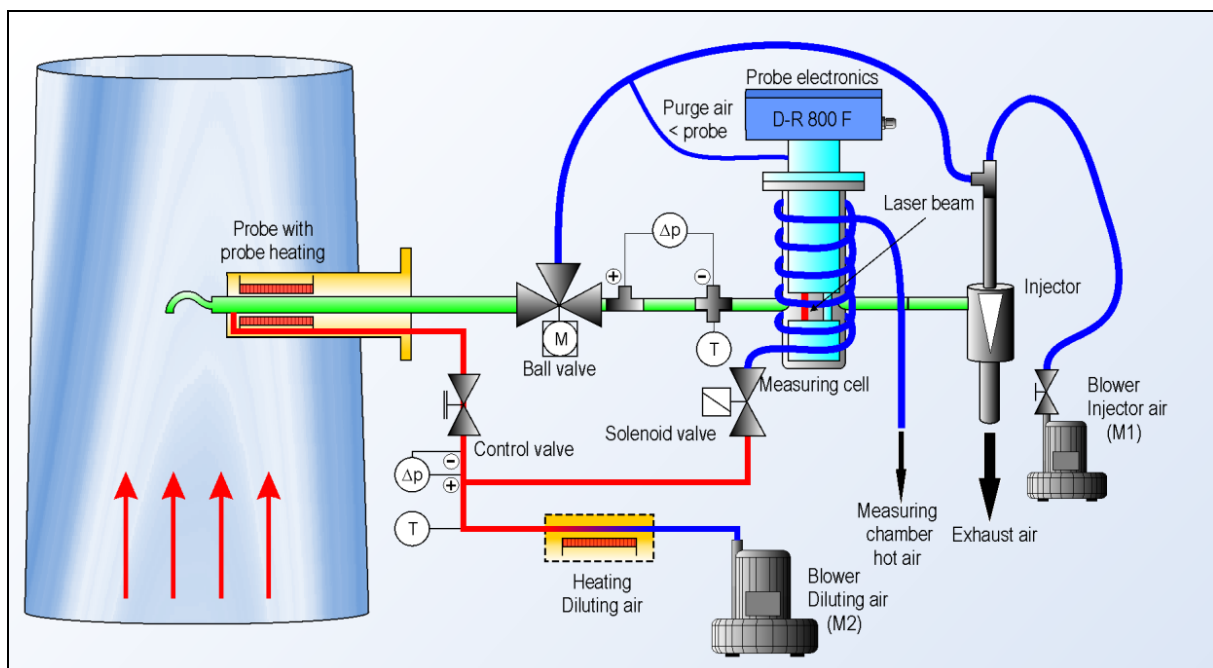 Probe electronics
D-R 800 F
Purge air
< probe
Laser beam
Probe with
probe heating
Δp
+
−
Injector
M
T
Ball valve
Measuring cell
Blower
Injector air
(M1)
Solenoid valve
Control valve
−
Δp
+
T
Measuring
chamber
hot air
Exhaust air
Heating
Diluting air
Blower
Diluting air
(M2)